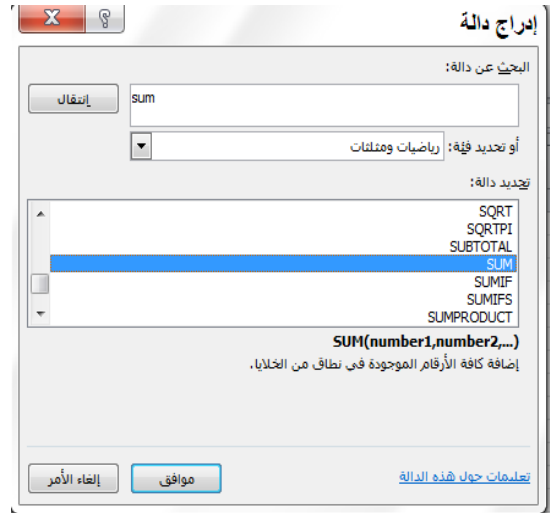 إدراج دالة
البحث عن دالة:
sum
إنتقال
أو تحديد فئة: رياضيات ومثلثات
تحديد دالة:
SQRT
SQRTPI
SUBTOTAL
SUM
SUMIF
SUMIFS
SUMPRODUCT
SUM(number1,number2,...)
إضافة كافة الأرقام الموجودة في نطاق من الخلايا.
تعليمات حول هذه الدالة
موافق
إلغاء الأمر